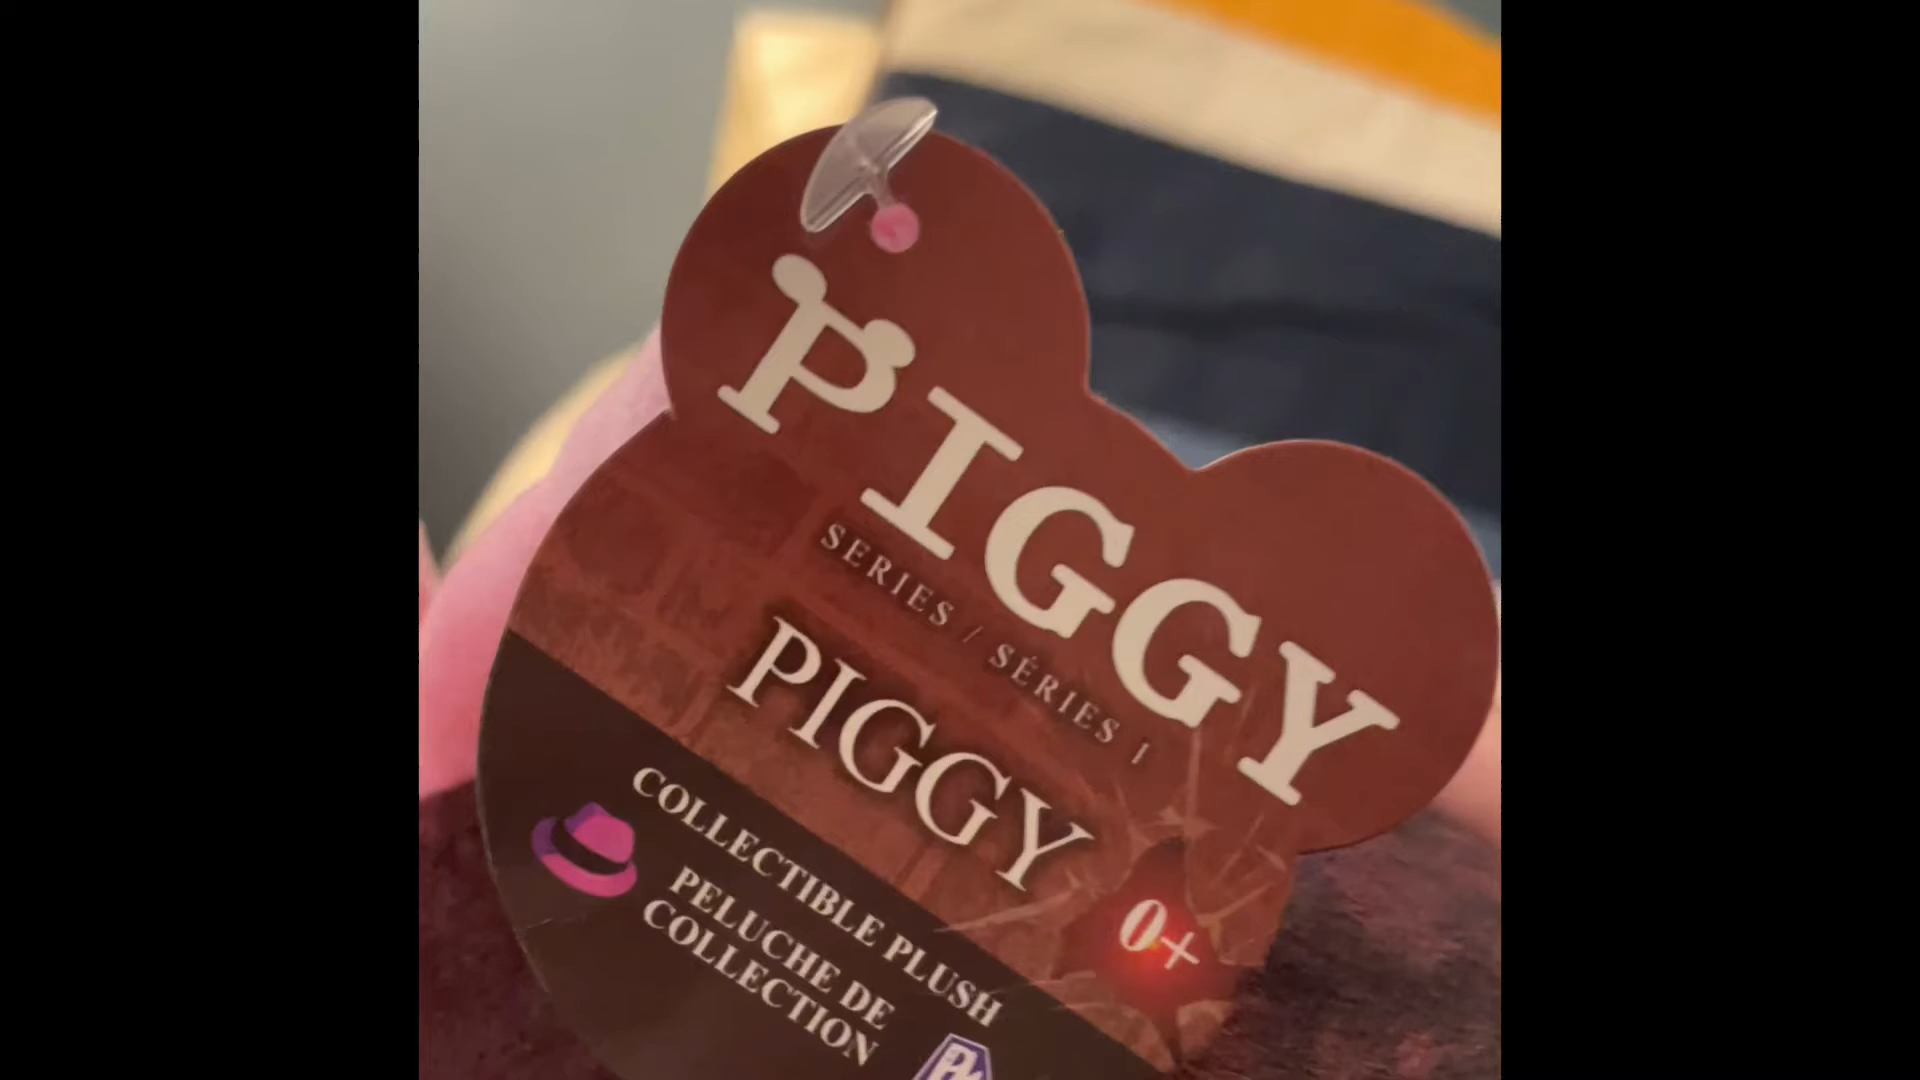 PIGGY
SERIES / SÉRIES 1
PIGGY
COLLECTIBLE PLUSH
PELUCHE DE
COLLECTION
0+